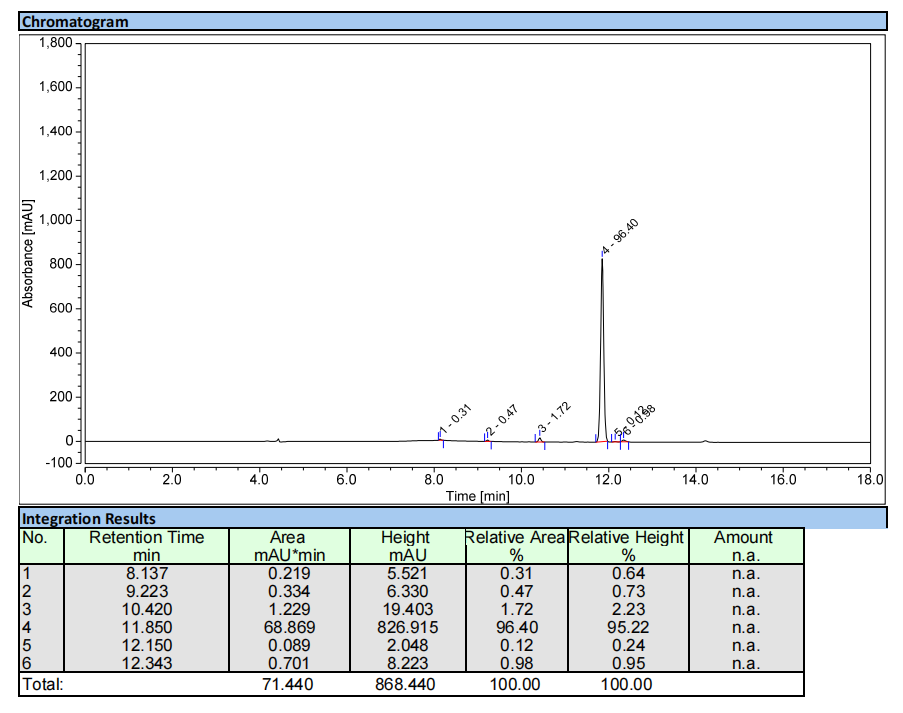 Chromatogram
1,800
1,600
1,400
1,200
1,000
800
600
400
200
0
-100
Absorbance [mAU]
1 - 0.31
2 - 0.47
3 - 1.72
4 - 96.40
5 - 0.12
6 - 0.98
0.0 2.0 4.0 6.0 8.0 10.0 12.0 14.0 16.0 18.0
Time [min]
Integration Results
No. Retention Time Area Height Relative Area Relative Height Amount
min mAU*min mAU % % n.a.
1 8.137 0.219 5.521 0.31 0.64 n.a.
2 9.223 0.334 6.330 0.47 0.73 n.a.
3 10.420 1.229 19.403 1.72 2.23 n.a.
4 11.850 68.869 826.915 96.40 95.22 n.a.
5 12.150 0.089 2.048 0.12 0.24 n.a.
6 12.343 0.701 8.223 0.98 0.95 n.a.
Total: 71.440 868.440 100.00 100.00